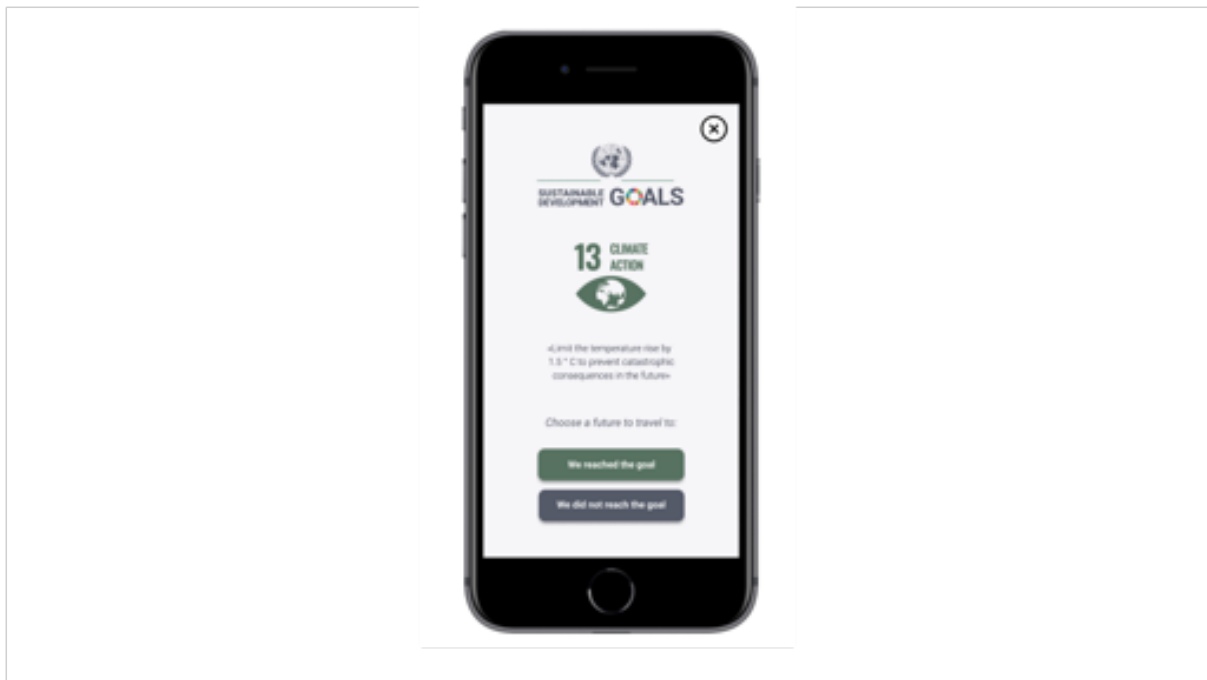 SUSTAINABLE
DEVELOPMENT GOALS
13 CLIMATE
ACTION
«Limit the temperature rise by
1.5 ° C to prevent catastrophic
consequences in the future»
Choose a future to travel to:
We reached the goal
We did not reach the goal